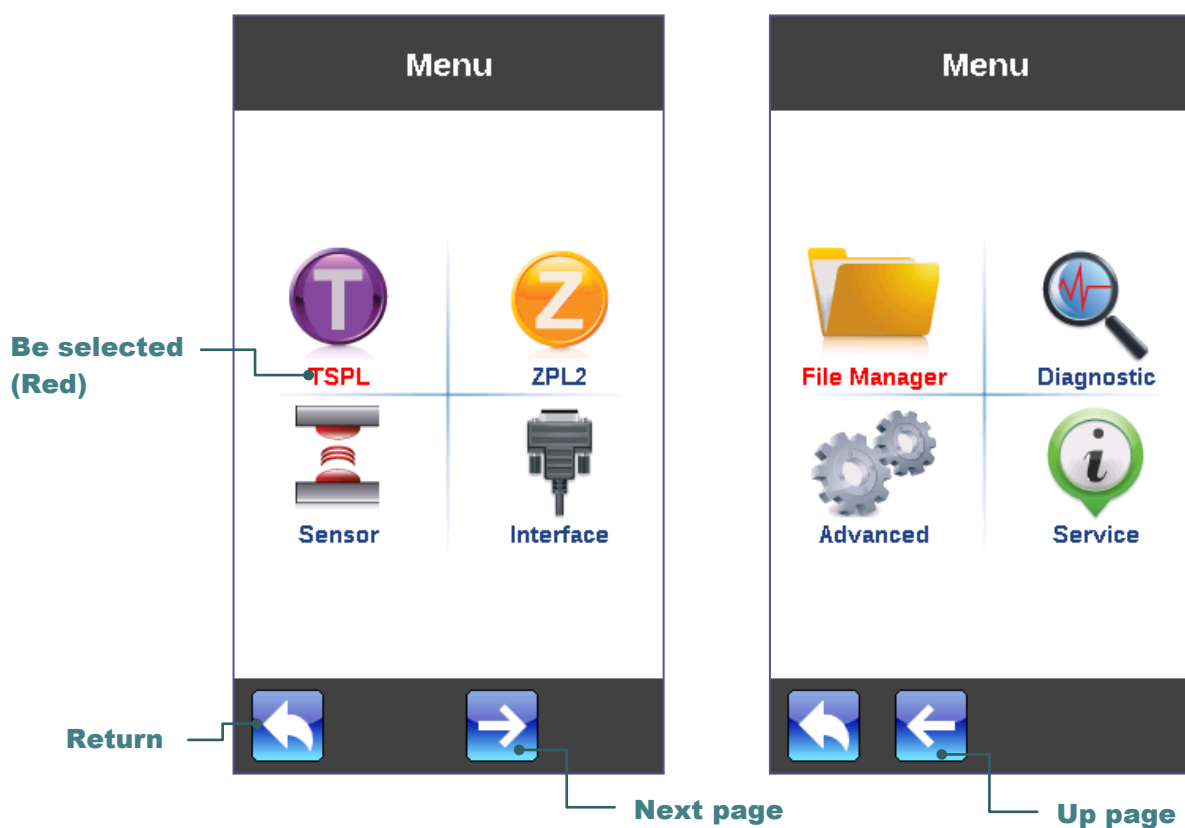 Menu
T
Z
TSPL
ZPL2
Sensor
Interface
Be selected
(Red)
Return
Next page
Menu
File Manager
Diagnostic
i
Advanced
Service
Up page